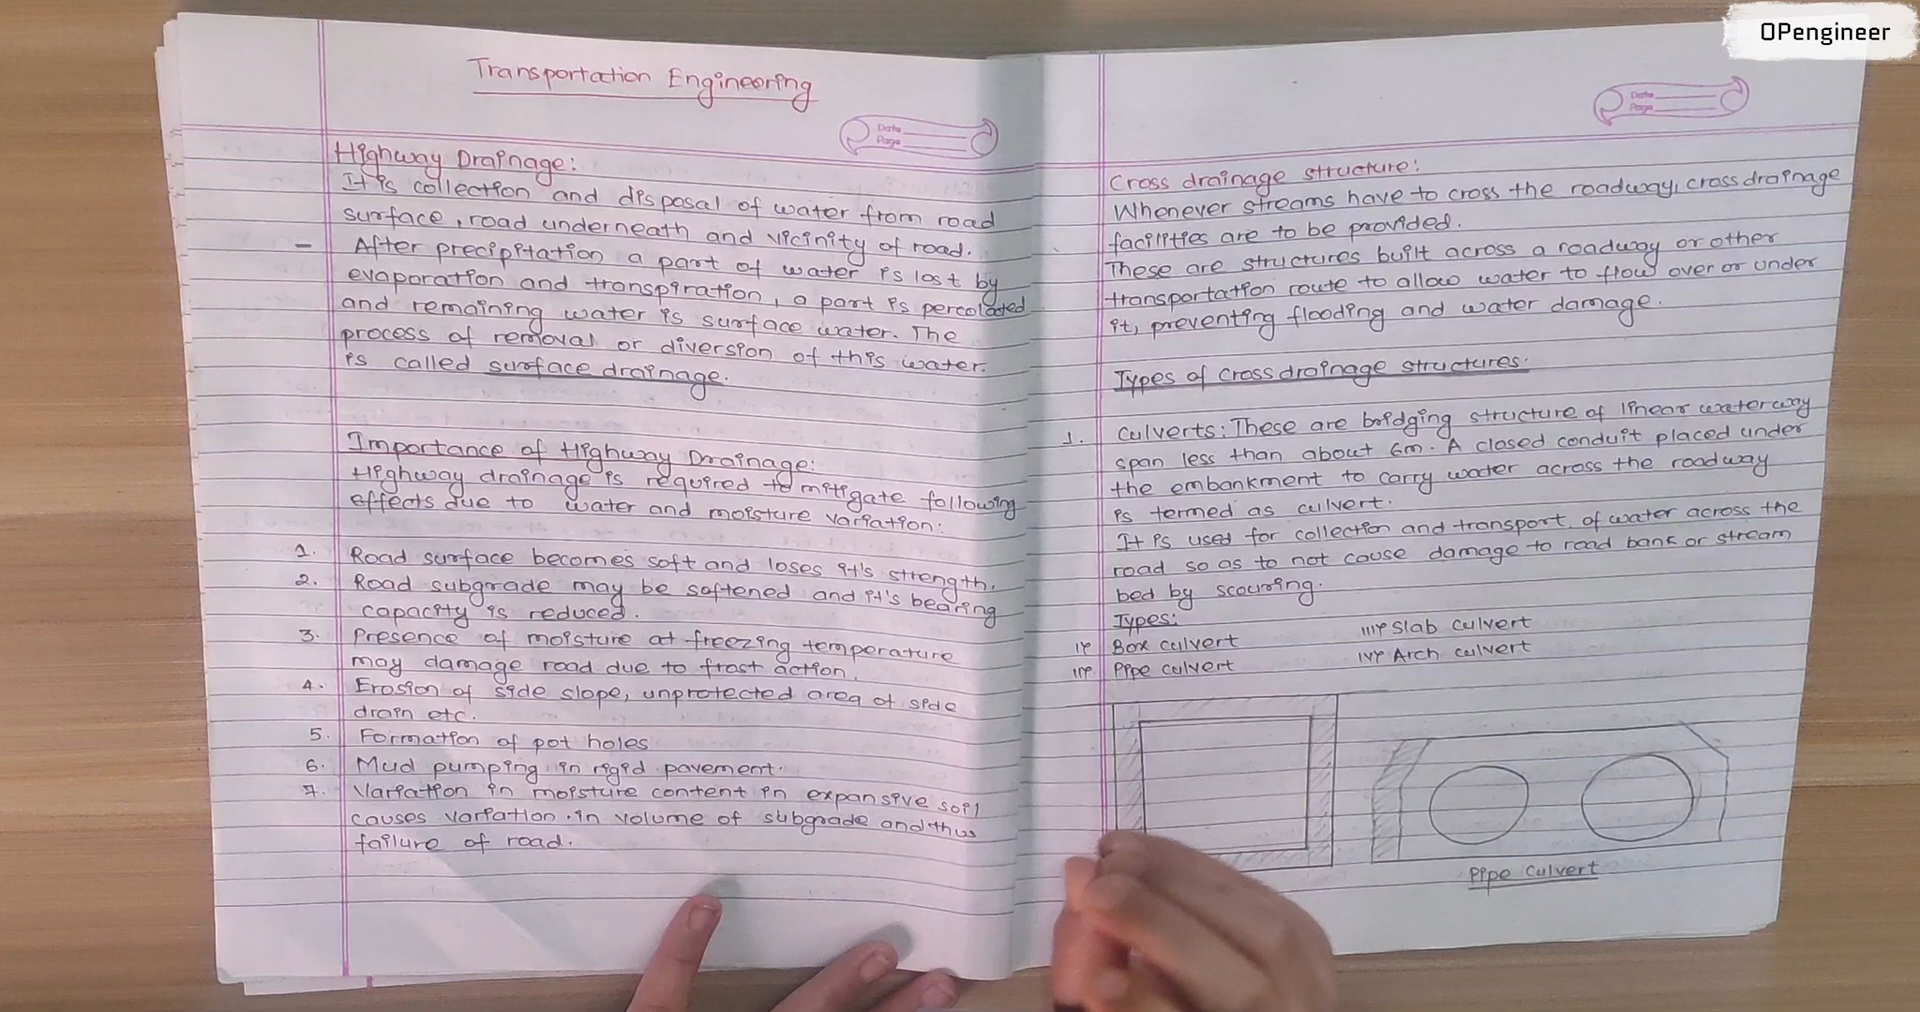 OPengineer
Transportation Engineering
Date
Page
Highway Drainage:
It is collection and disposal of water from road
surface, road underneath and vicinity of road.
- After precipitation a part of water is lost by
evaporation and transpiration, a part is percolated
and remaining water is surface water. The
process of removal or diversion of this water.
is called surface drainage.
Importance of Highway Drainage:
Highway drainage is required to mitigate following
effects due to water and moisture variation:
1. Road surface becomes soft and loses it's strength.
2. Road subgrade may be softened and it's bearing
capacity is reduced.
3. Presence of moisture at freezing temperature
may damage road due to frost action.
4. Erosion of side slope, unprotected area of side
drain etc.
5. Formation of pot holes
6. Mud pumping in rigid pavement.
7. Variation in moisture content in expansive soil
causes variation in volume of subgrade and thus
failure of road.
Date
Page
Cross drainage structure:
Whenever streams have to cross the roadway, cross drainage
facilities are to be provided.
These are structures built across a roadway or other
transportation route to allow water to flow over or under
it, preventing flooding and water damage.
Types of cross drainage structures.
1. Culverts: These are bridging structure of linear waterway
span less than about 6m. A closed conduit placed under
the embankment to carry water across the roadway
is termed as culvert.
It is used for collection and transport of water across the
road so as to not cause damage to road bank or stream
bed by scouring.
Types:
i) Box culvert
iii) Slab culvert
ii) Pipe culvert
iv) Arch culvert
Pipe Culvert